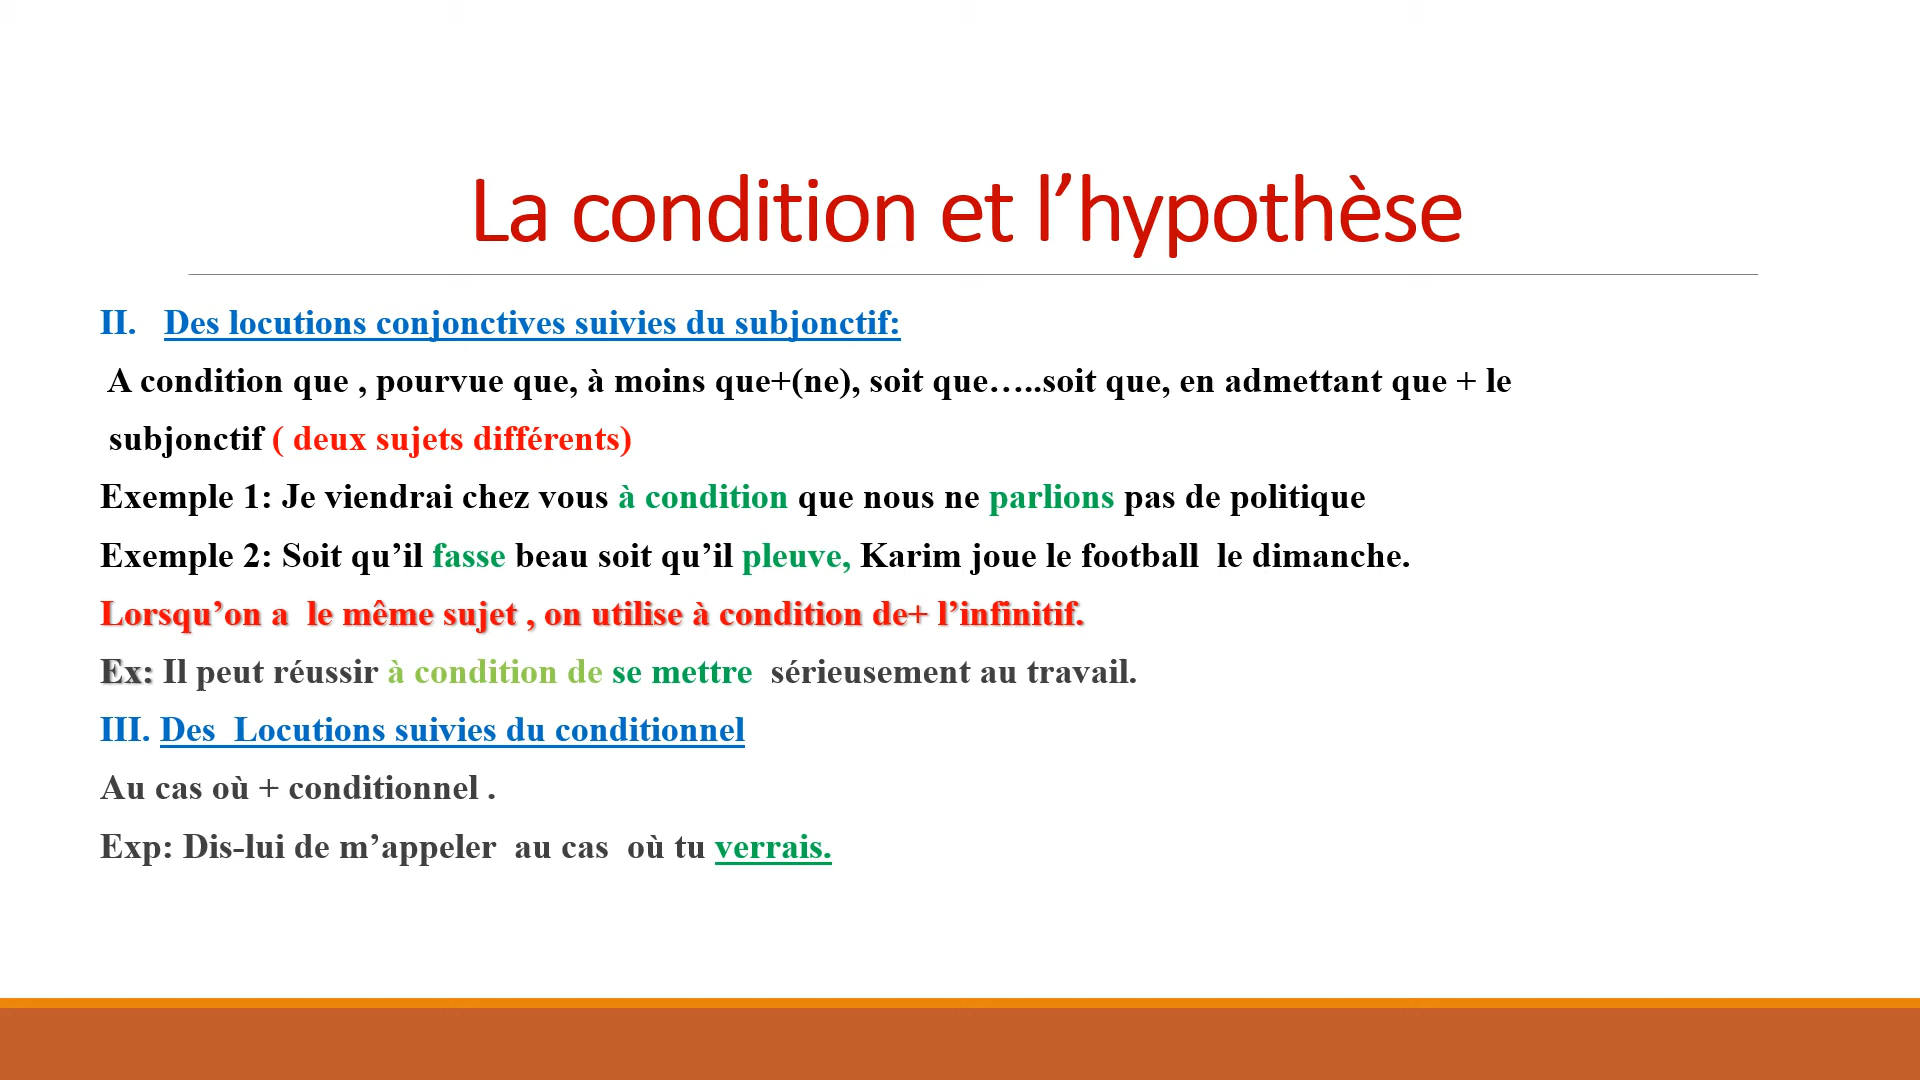 La condition et l’hypothèse
II. Des locutions conjonctives suivies du subjonctif:
A condition que , pourvue que, à moins que+(ne), soit que…..soit que, en admettant que + le
subjonctif ( deux sujets différents)
Exemple 1: Je viendrai chez vous à condition que nous ne parlions pas de politique
Exemple 2: Soit qu’il fasse beau soit qu’il pleuve, Karim joue le football le dimanche.
Lorsqu’on a le même sujet , on utilise à condition de+ l’infinitif.
Ex: Il peut réussir à condition de se mettre sérieusement au travail.
III. Des Locutions suivies du conditionnel
Au cas où + conditionnel .
Exp: Dis-lui de m’appeler au cas où tu verrais.